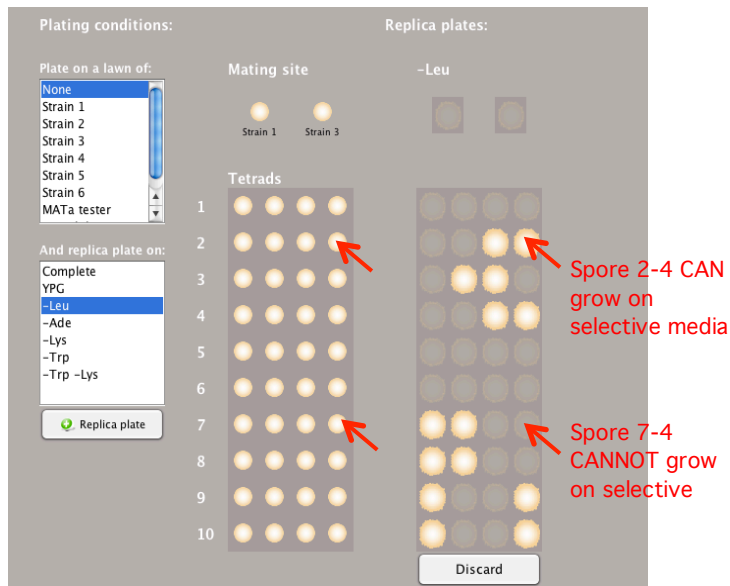 Plating conditions:
Replica plates:
Plate on a lawn of:
None
Strain 1
Strain 2
Strain 3
Strain 4
Strain 5
Strain 6
MATa tester
And replica plate on:
Complete
YPG
-Leu
-Ade
-Lys
-Trp
-Trp -Lys
Replica plate
Mating site
Strain 1
Strain 3
Tetrads
1
2
3
4
5
6
7
8
9
10
-Leu
Discard
Spore 2-4 CAN
grow on
selective media
Spore 7-4
CANNOT grow
on selective